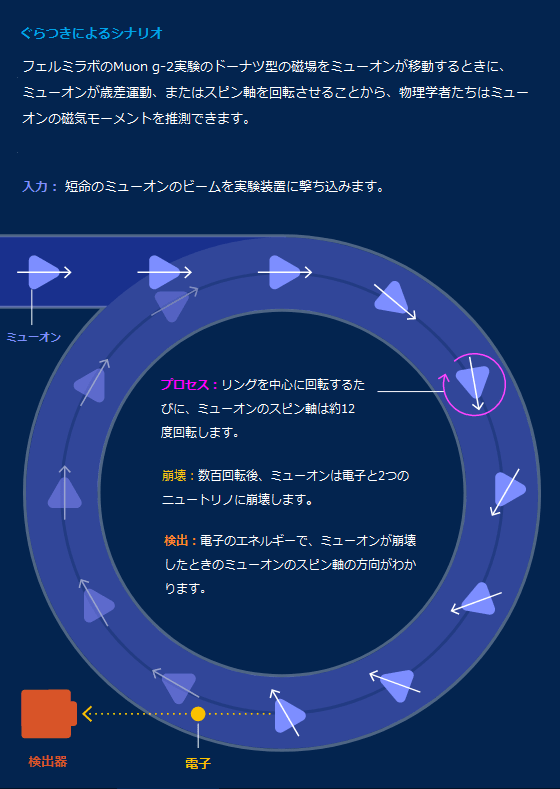 ぐらつきによるシナリオ
フェルミラボのMuon g-2実験のドーナツ型の磁場をミューオンが移動するときに、
ミューオンが歳差運動、またはスピン軸を回転させることから、物理学者たちはミュー
オンの磁気モーメントを推測できます。
入力： 短命のミューオンのビームを実験装置に撃ち込みます。
ミューオン
プロセス：リングを中心に回転するた
びに、ミューオンのスピン軸は約12
度回転します。
崩壊：数百回転後、ミューオンは電子と2つの
ニュートリノに崩壊します。
検出：電子のエネルギーで、ミューオンが崩壊
したときのミューオンのスピン軸の方向がわか
ります。
検出器
電子